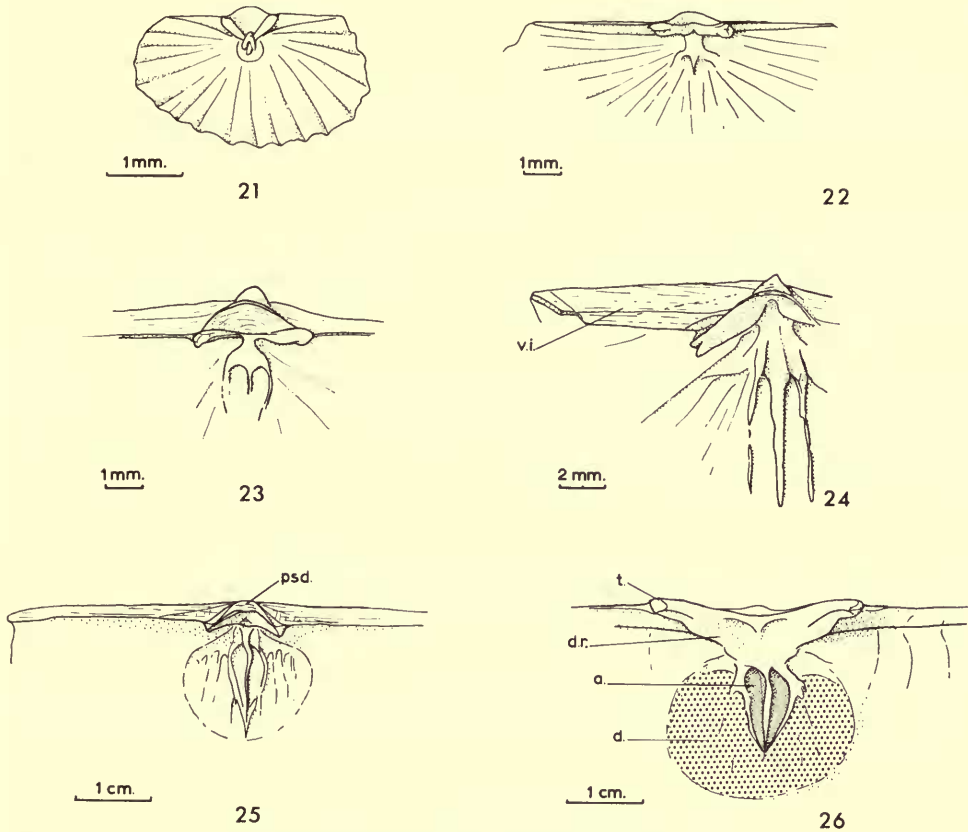 1mm.
21
1mm.
22
1mm.
23
v.i.
2 mm.
24
psd.
1 cm.
25
t.
d.r.
a.
d.
1 cm.
26